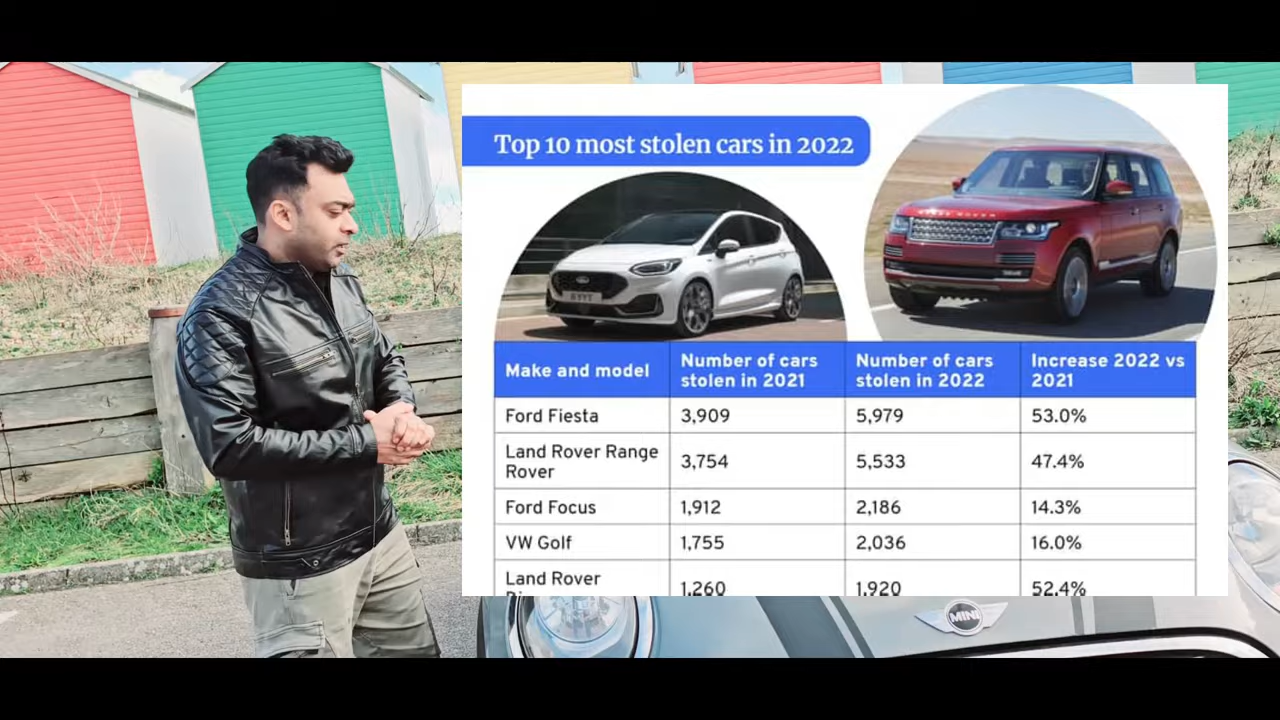 Top 10 most stolen cars in 2022
RANGE ROVER
Make and model
Number of cars
stolen in 2021
Number of cars
stolen in 2022
Increase 2022 vs
2021
Ford Fiesta
3,909
5,979
53.0%
Land Rover Range
Rover
3,754
5,533
47.4%
Ford Focus
1,912
2,186
14.3%
VW Golf
1,755
2,036
16.0%
Land Rover
1,260
1,920
52.4%
MINI